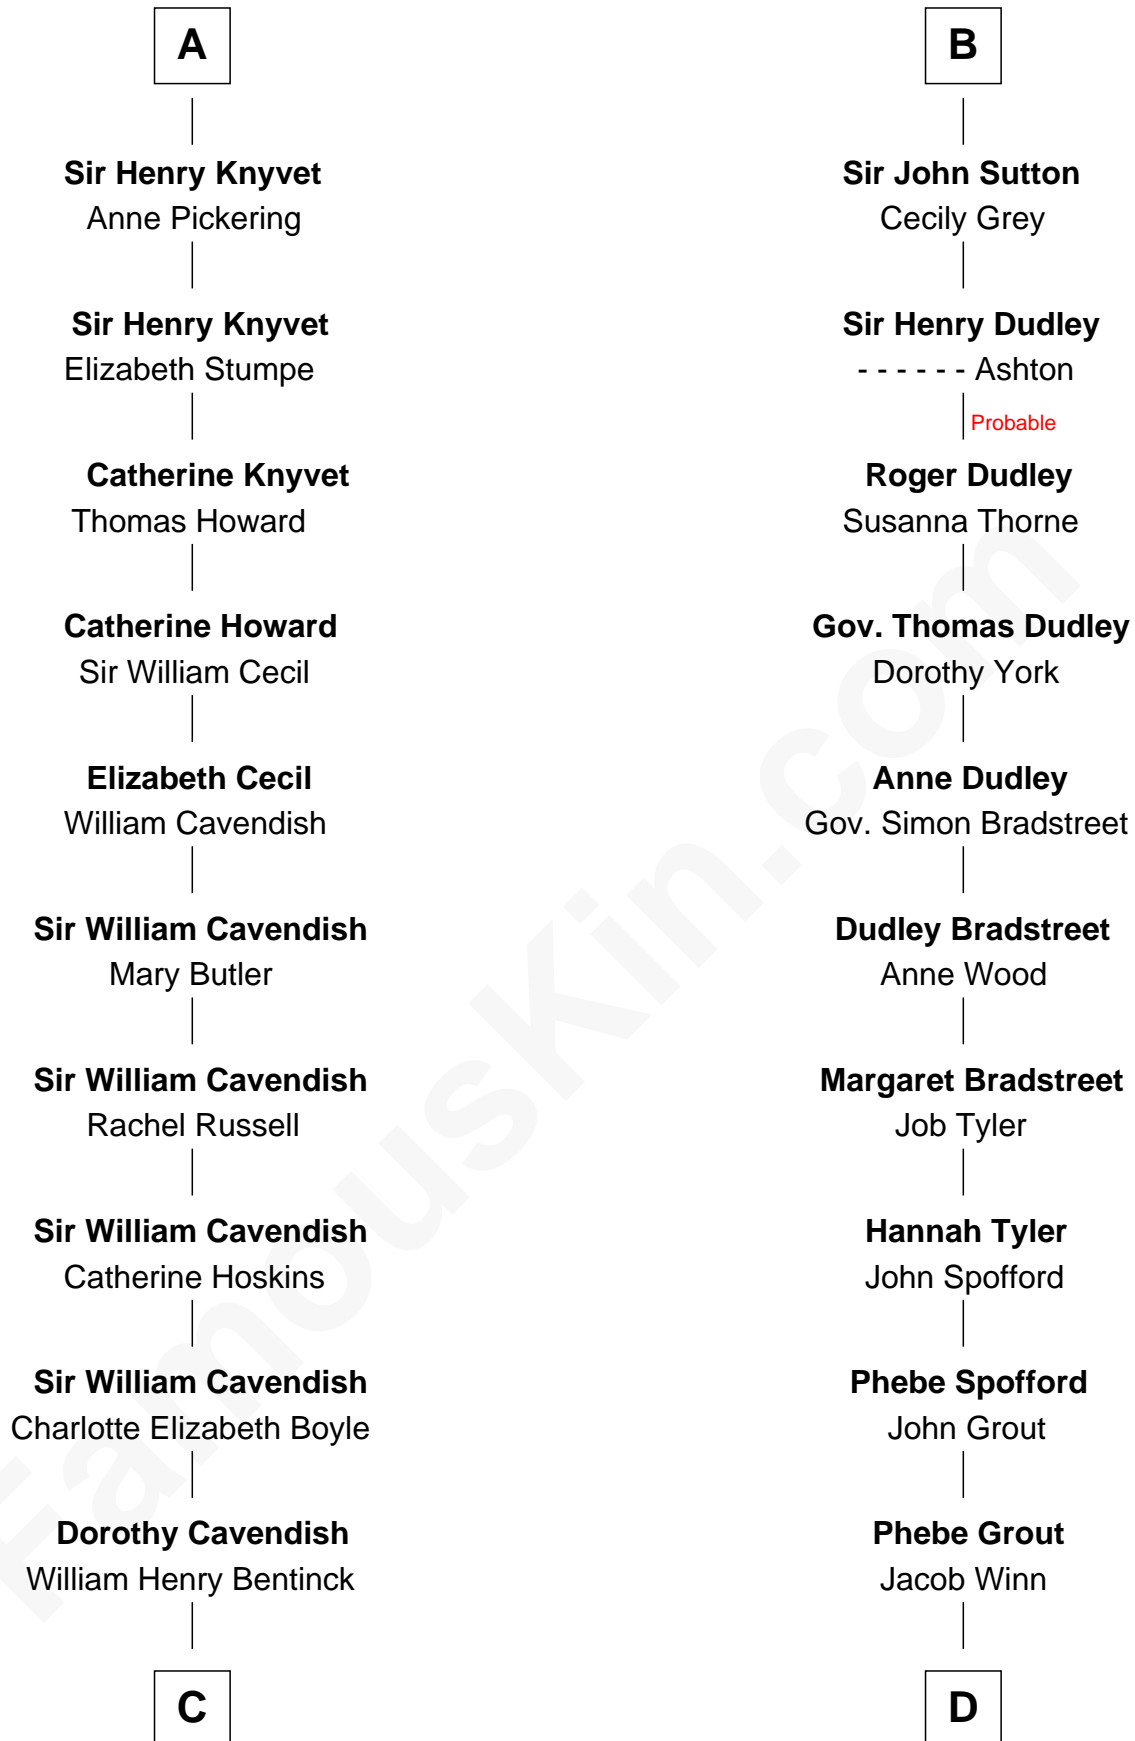 A
Sir Henry Knyvet
Anne Pickering
Sir Henry Knyvet
Elizabeth Stumpe
Catherine Knyvet
Thomas Howard
Catherine Howard
Sir William Cecil
Elizabeth Cecil
William Cavendish
Sir William Cavendish
Mary Butler
Sir William Cavendish
Rachel Russell
Sir William Cavendish
Catherine Hoskins
Sir William Cavendish
Charlotte Elizabeth Boyle
Dorothy Cavendish
William Henry Bentinck
C
B
Sir John Sutton
Cecily Grey
Sir Henry Dudley
- - - - - - Ashton
Probable
Roger Dudley
Susanna Thorne
Gov. Thomas Dudley
Dorothy York
Anne Dudley
Gov. Simon Bradstreet
Dudley Bradstreet
Anne Wood
Margaret Bradstreet
Job Tyler
Hannah Tyler
John Spofford
Phebe Spofford
John Grout
Phebe Grout
Jacob Winn
D
FamousKin.com